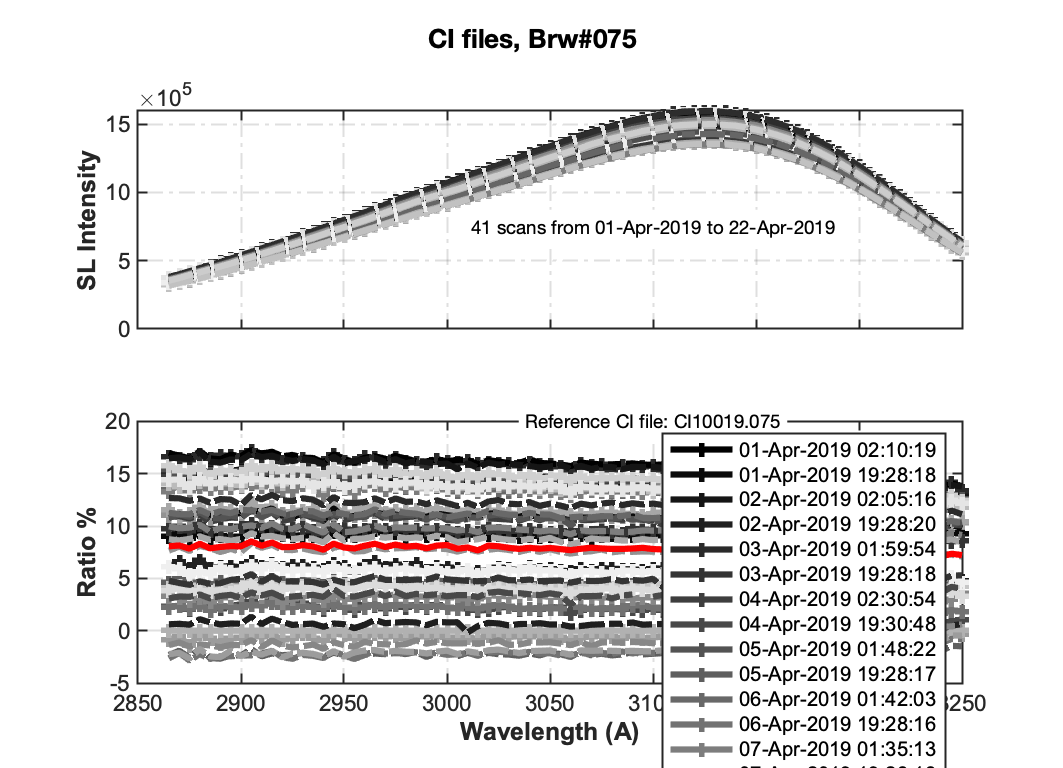 CI files, Brw#075
×10⁵
15
10
5
0
SL Intensity
41 scans from 01-Apr-2019 to 22-Apr-2019
Reference CI file: CI10019.075
20
15
10
5
0
-5
Ratio %
2850 2900 2950 3000 3050 310 3250
Wavelength (A)
01-Apr-2019 02:10:19
01-Apr-2019 19:28:18
02-Apr-2019 02:05:16
02-Apr-2019 19:28:20
03-Apr-2019 01:59:54
03-Apr-2019 19:28:18
04-Apr-2019 02:30:54
04-Apr-2019 19:30:48
05-Apr-2019 01:48:22
05-Apr-2019 19:28:17
06-Apr-2019 01:42:03
06-Apr-2019 19:28:16
07-Apr-2019 01:35:13